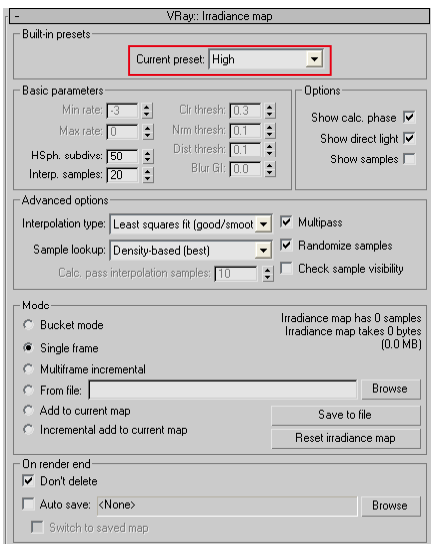 - VRay:: Irradiance map
Built-in presets
Current preset: High
Basic parameters
Min rate: -3
Clr thresh: 0.3
Max rate: 0
Nrm thresh: 0.1
Dist thresh: 0.1
HSph. subdivs: 50
Interp. samples: 20
Blur GI: 0.0
Options
Show calc. phase
Show direct light
Show samples
Advanced options
Interpolation type: Least squares fit (good/smoot
Multipass
Sample lookup: Density-based (best)
Randomize samples
Calc. pass interpolation samples: 10
Check sample visibility
Mode
Bucket mode
Single frame
Multiframe incremental
From file:
Browse
Add to current map
Incremental add to current map
Irradiance map has 0 samples
Irradiance map takes 0 bytes
(0.0 MB)
Save to file
Reset irradiance map
On render end
Don't delete
Auto save: <None>
Browse
Switch to saved map